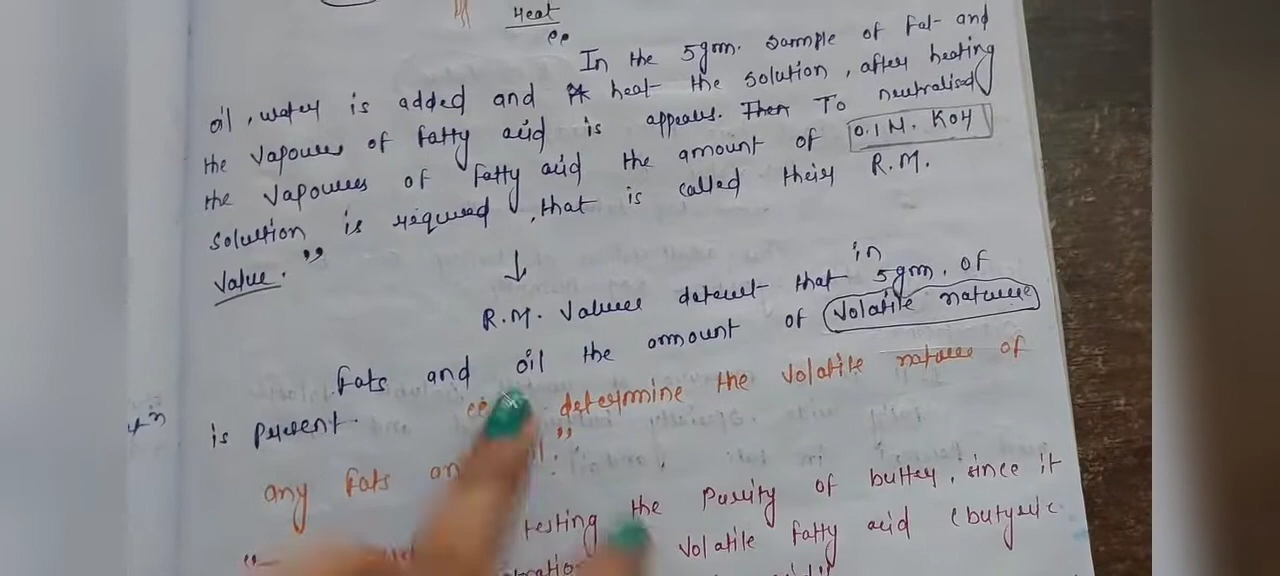 Heat
"
In the 5gm. sample of Fat and
oil, water is added and heat the solution, after heating
the vapours of fatty acid is appears. Then To neutralised
the vapours of fatty acid the amount of 0.1 N. KOH
solution is required, that is called their R.M.
value."
↓
R.M. Values detect that in 5gm. of
Fats and oil the amount of volatile nature
is present.
" determine the volatile nature of
any fats
testing the Purity of butter, since it
volatile fatty acid (butyric